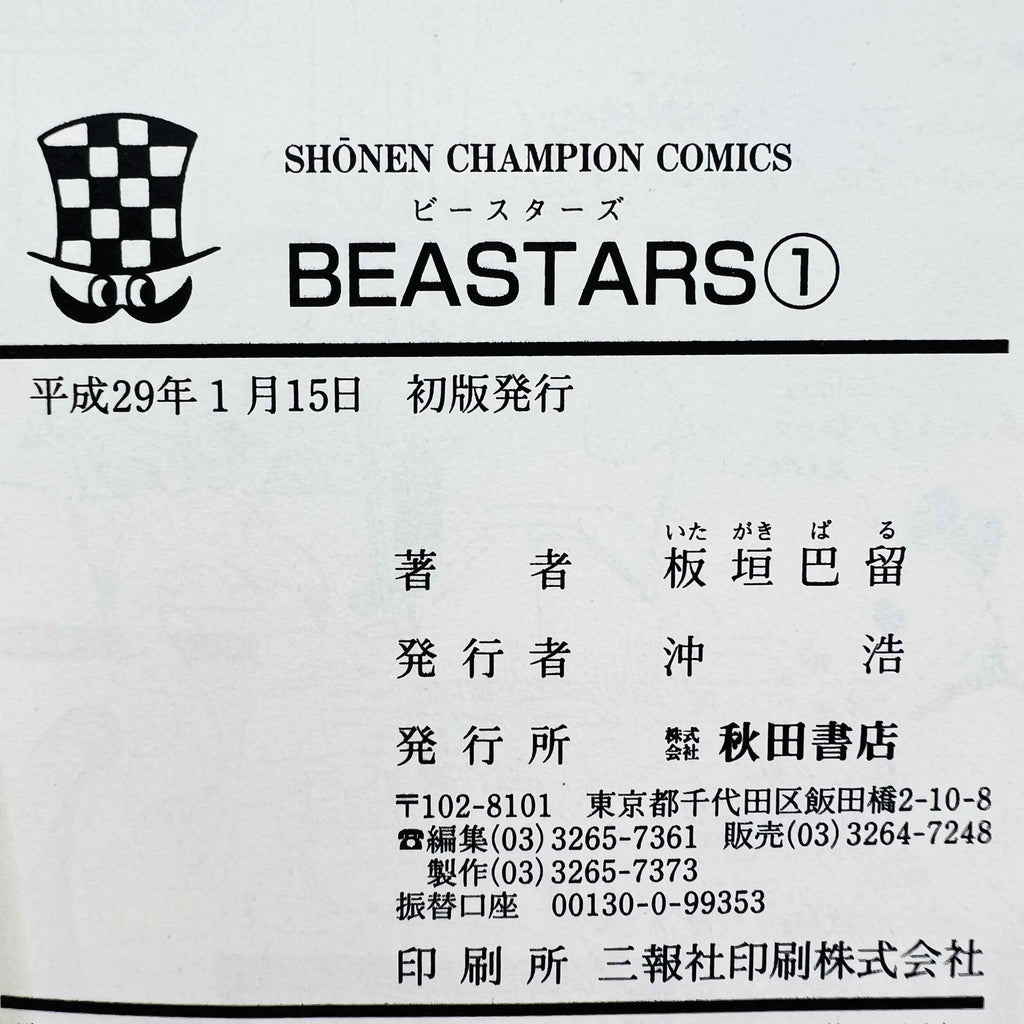 SHŌNEN CHAMPION COMICS
ビースターズ
BEASTARS①
平成29年1月15日 初版発行
いた がき ば る
著者 板垣巴留
発行者 沖浩
発行所 株式会社 秋田書店
〒102-8101 東京都千代田区飯田橋2-10-8
☎編集(03)3265-7361 販売(03)3264-7248
製作(03)3265-7373
振替口座 00130-0-99353
印刷所 三報社印刷株式会社